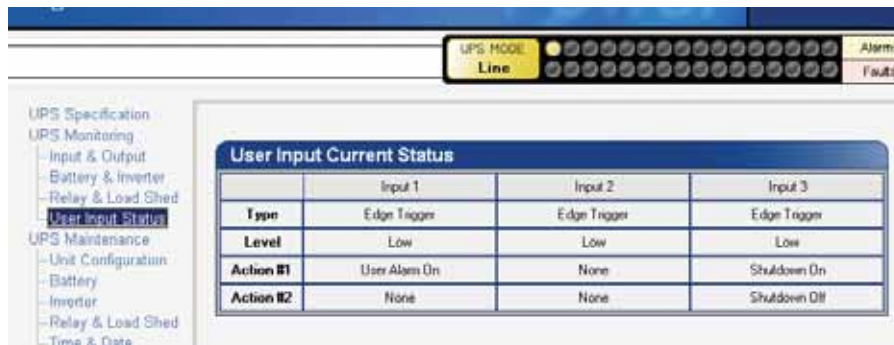 UPS MODE
Line
Alarm
Faults
UPS Specification
UPS Monitoring
Input & Output
Battery & Inverter
Relay & Load Shed
User Input Status
UPS Maintenance
Unit Configuration
Battery
Inverter
Relay & Load Shed
Time & Date
User Input Current Status
Input 1 Input 2 Input 3
Type Edge Trigger Edge Trigger Edge Trigger
Level Low Low Low
Action #1 User Alarm On None Shutdown On
Action #2 None None Shutdown Off